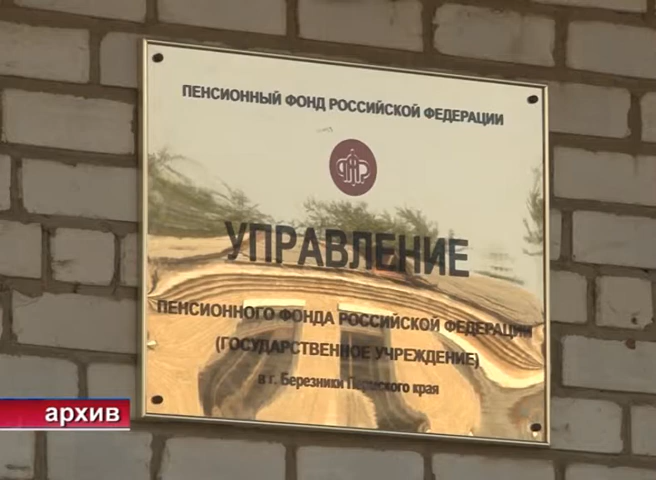 ПЕНСИОННЫЙ ФОНД РОССИЙСКОЙ ФЕДЕРАЦИИ
ПФР
УПРАВЛЕНИЕ
ПЕНСИОННОГО ФОНДА РОССИЙСКОЙ ФЕДЕРАЦИИ
(ГОСУДАРСТВЕННОЕ УЧРЕЖДЕНИЕ)
в г. Березники Пермского края
архив